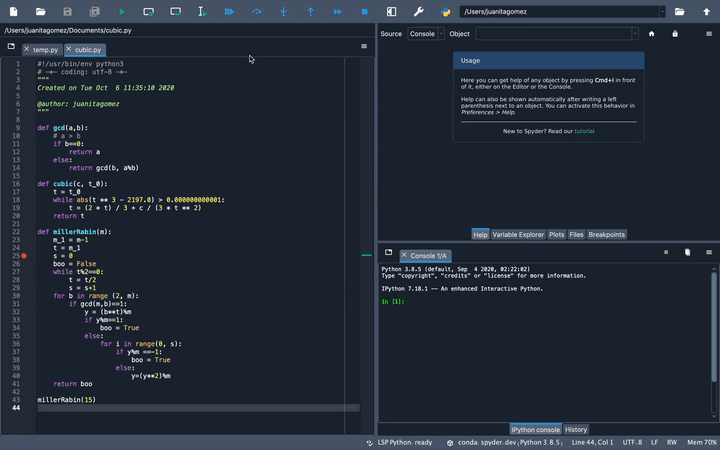 /Users/juanitagomez
/Users/juanitagomez/Documents/cubic.py
temp.py
cubic.py
1 #!/usr/bin/env python3
2 # -*- coding: utf-8 -*-
3 """
4 Created on Tue Oct  6 11:35:10 2020
5
6 @author: juanitagomez
7 """
8
9 def gcd(a,b):
10     # a > b
11     if b==0:
12         return a
13     else:
14         return gcd(b, a%b)
15
16 def cubic(c, t_0):
17     t = t_0
18     while abs(t ** 3 - 2197.0) > 0.000000000001:
19         t = (2 * t) / 3 + c / (3 * t ** 2)
20     return t
21
22 def millerRabin(m):
23     m_1 = m-1
24     t = m_1
25     s = 0
26     boo = False
27     while t%2==0:
28         t = t/2
29         s = s+1
30     for b in range (2, m):
31         if gcd(m,b)==1:
32             y = (b**t)%m
33             if y%m==1:
34                 boo = True
35             else:
36                 for i in range(0, s):
37                     if y%m ==-1:
38                         boo = True
39                     else:
40                         y=(y**2)%m
41     return boo
42
43 millerRabin(15)
44
Source Console Object
Usage
Here you can get help of any object by pressing Cmd+I in front
of it, either on the Editor or the Console.
Help can also be shown automatically after writing a left
parenthesis next to an object. You can activate this behavior in
Preferences > Help.
New to Spyder? Read our tutorial
Help Variable Explorer Plots Files Breakpoints
Console 1/A
Python 3.8.5 (default, Sep  4 2020, 02:22:02)
Type "copyright", "credits" or "license" for more information.
IPython 7.18.1 -- An enhanced Interactive Python.
In [1]:
IPython console History
LSP Python: ready conda: spyder-dev (Python 3.8.5) Line 44, Col 1 UTF-8 LF RW Mem 70%